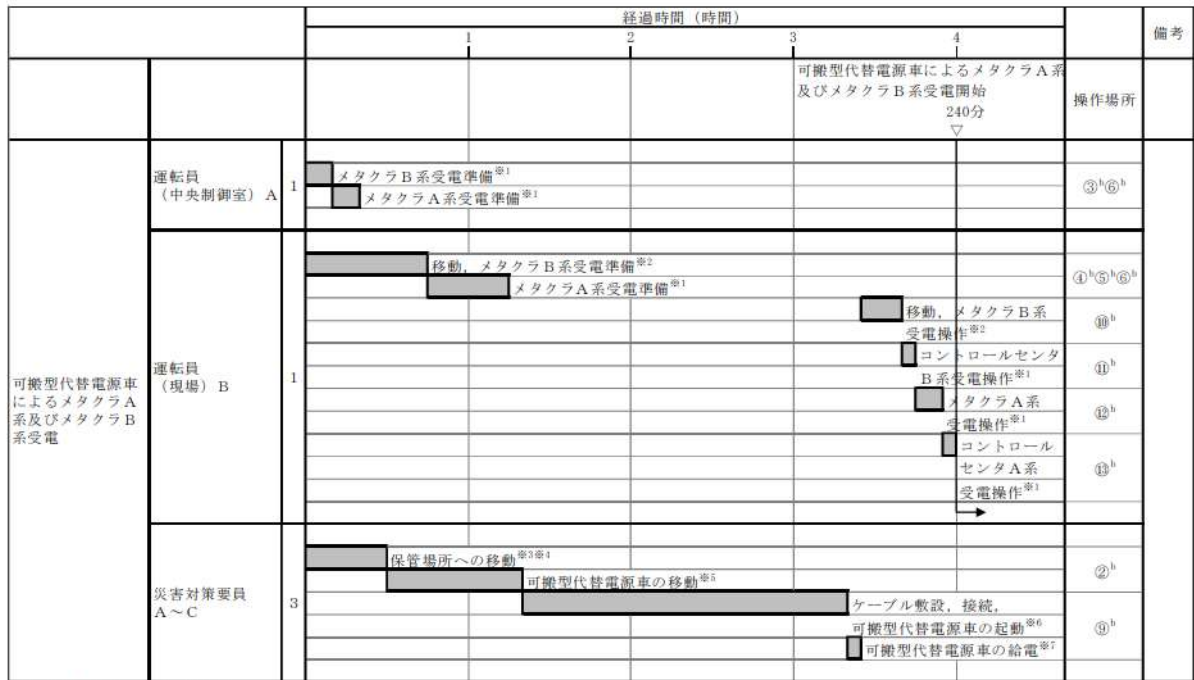 経過時間（時間）
備考
1
2
3
4
可搬型代替電源車によるメタクラＡ系
及びメタクラＢ系受電開始
240分
▽
操作場所
可搬型代替電源車
によるメタクラＡ
系及びメタクラＢ
系受電
運転員
（中央制御室）Ａ
1
メタクラＢ系受電準備※1
メタクラＡ系受電準備※1
③ʰ⑥ʰ
運転員
（現場）Ｂ
1
移動，メタクラＢ系受電準備※2
メタクラＡ系受電準備※1
④ʰ⑤ʰ⑥ʰ
移動，メタクラＢ系
受電操作※2
⑩ʰ
コントロールセンタ
Ｂ系受電操作※1
⑪ʰ
メタクラＡ系
受電操作※1
⑫ʰ
コントロール
センタＡ系
受電操作※1
⑬ʰ
災害対策要員
Ａ～Ｃ
3
保管場所への移動※3※4
②ʰ
可搬型代替電源車の移動※5
ケーブル敷設，接続，
可搬型代替電源車の起動※6
⑨ʰ
可搬型代替電源車の給電※7